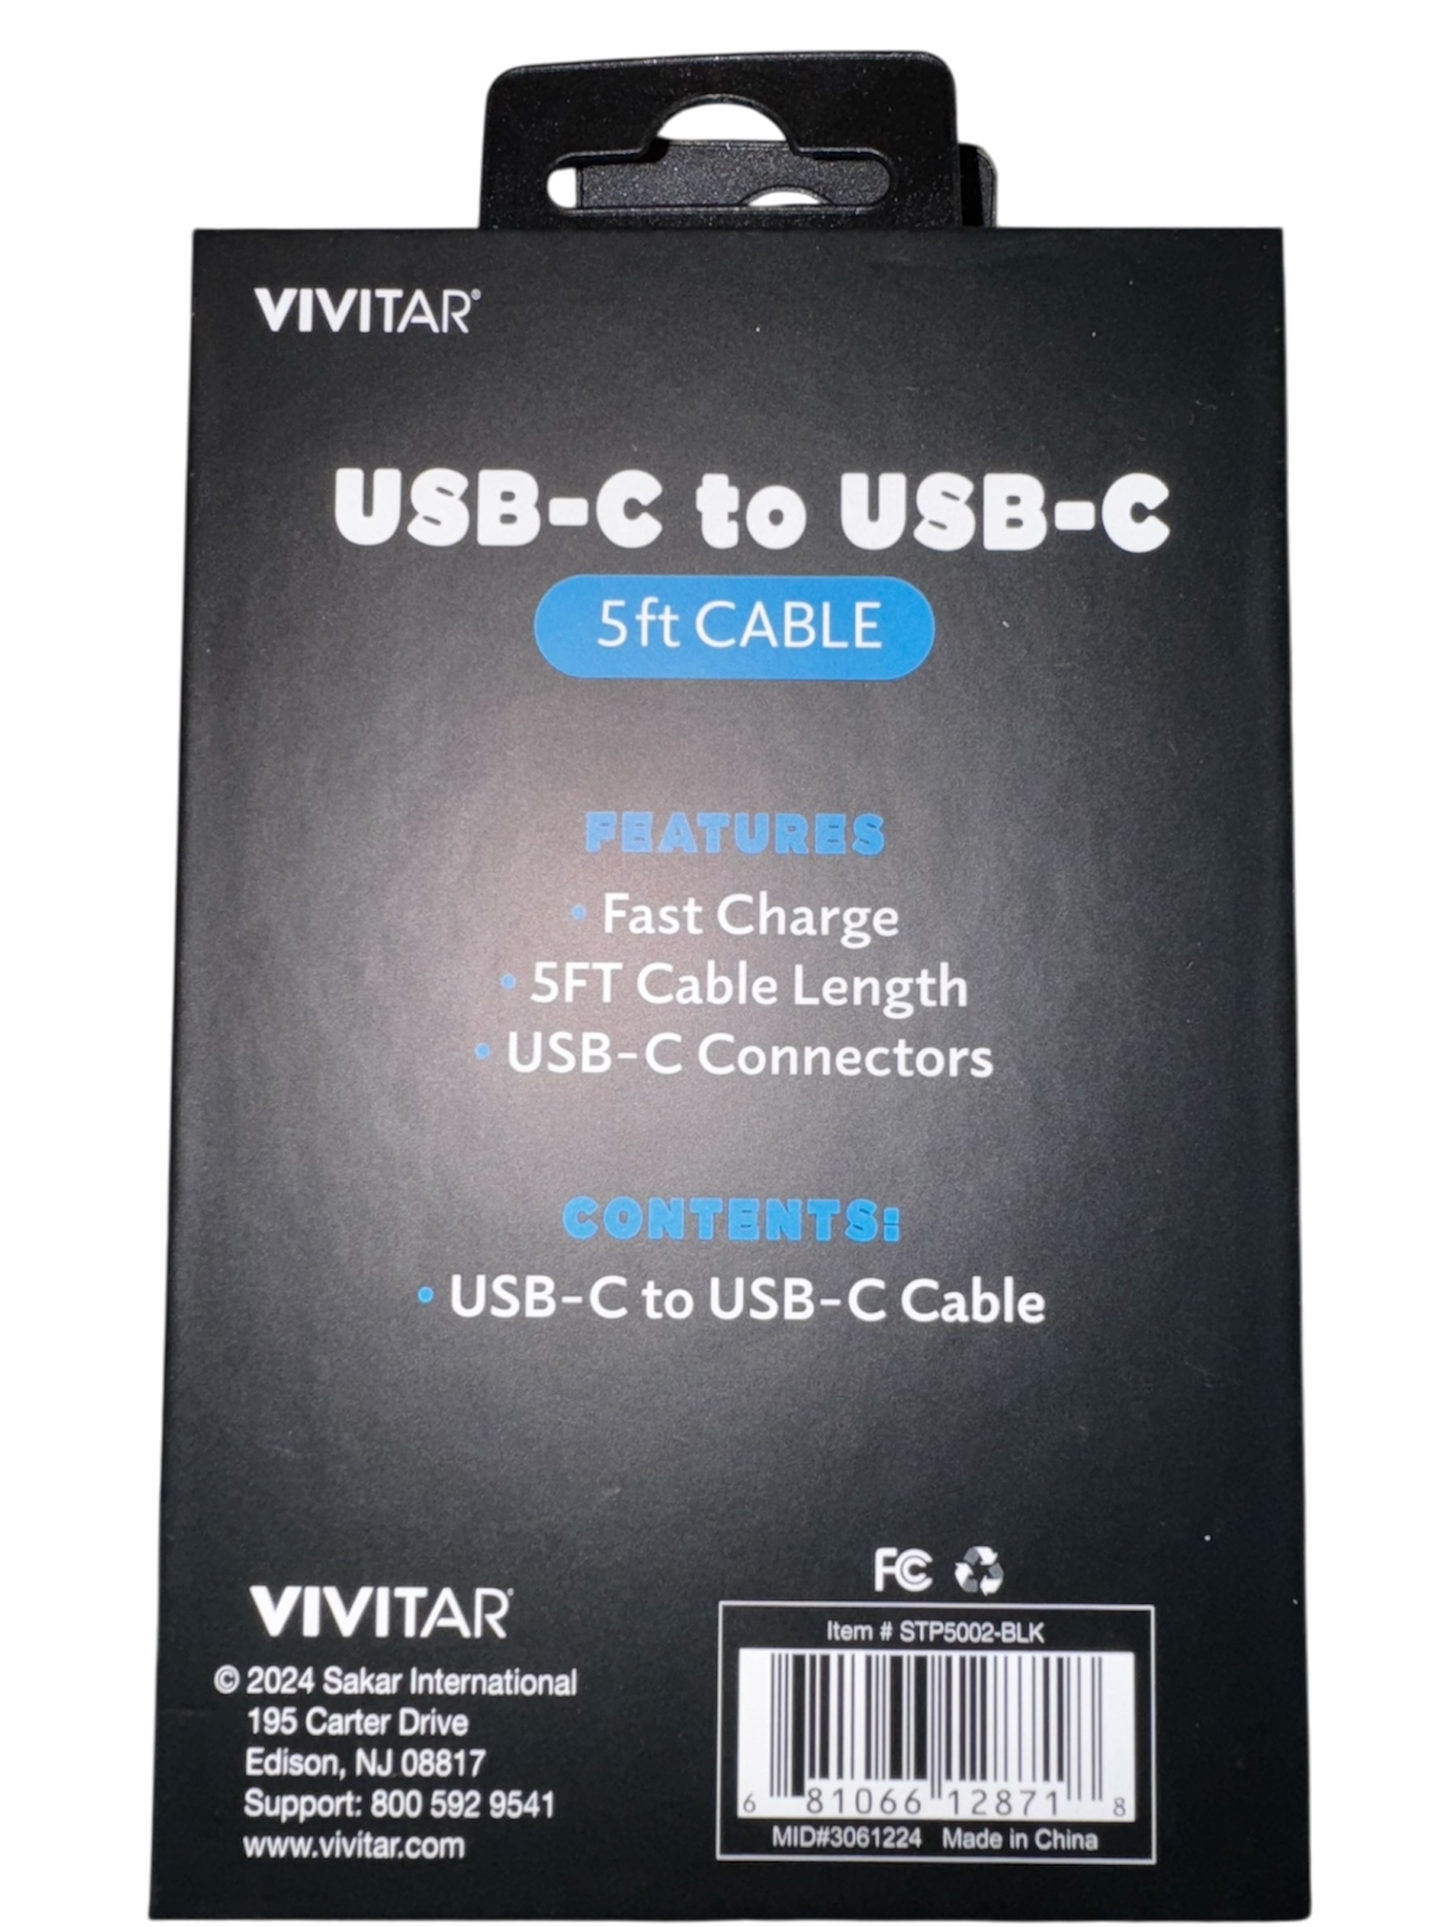 VIVITAR®
USB-C to USB-C
5ft CABLE
FEATURES
• Fast Charge
• 5FT Cable Length
• USB-C Connectors
CONTENTS:
• USB-C to USB-C Cable
FC
VIVITAR®
© 2024 Sakar International
195 Carter Drive
Edison, NJ 08817
Support: 800 592 9541
www.vivitar.com
Item # STP5002-BLK
6 81066 12871 8
MID#3061224 Made in China